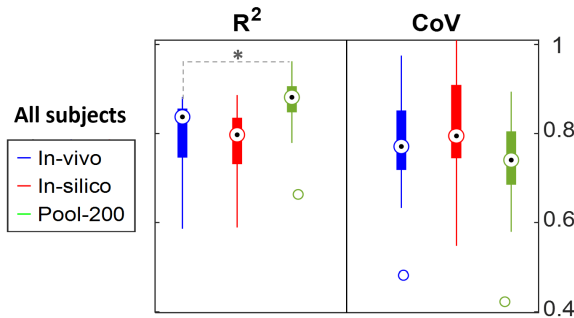 R² CoV
*
1
All subjects
In-vivo
In-silico
Pool-200
0.8
0.6
0.4